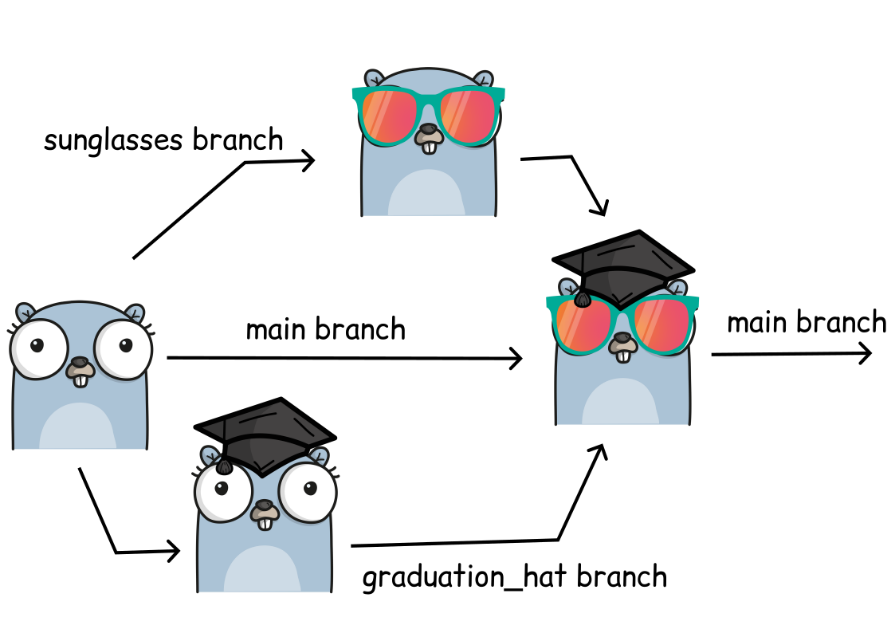 sunglasses branch
main branch
main branch
graduation_hat branch